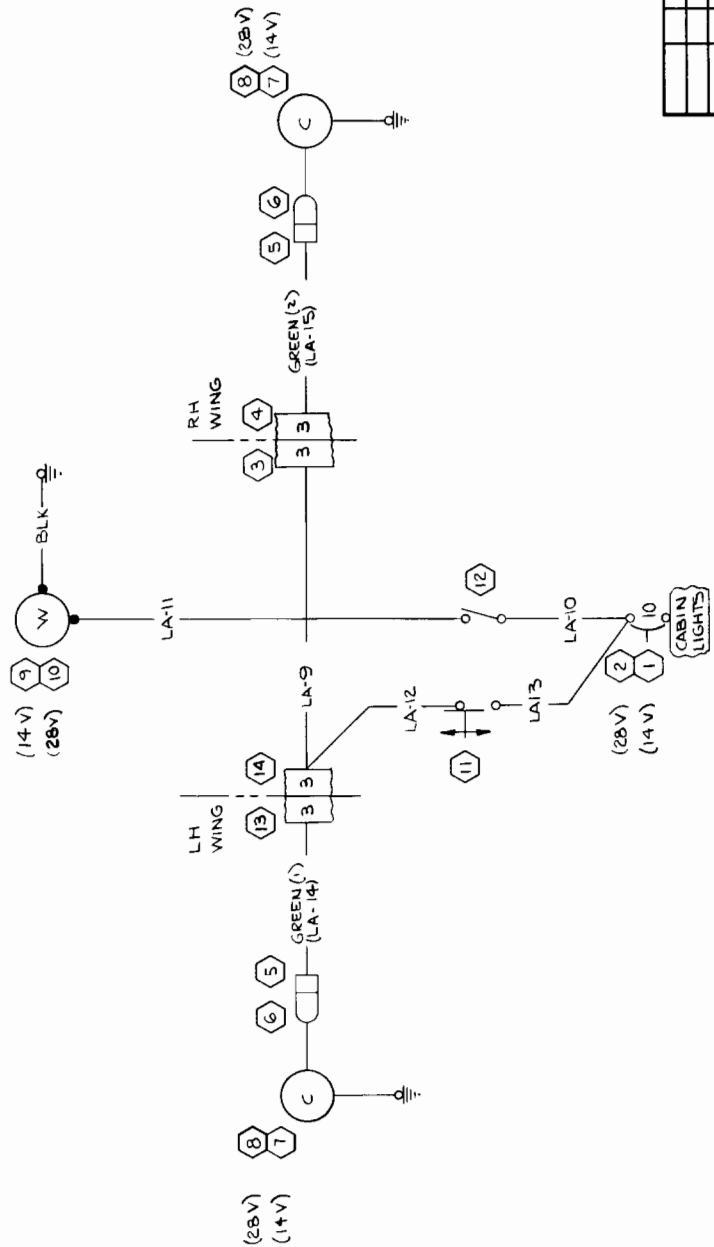 (14V) 9
(28V) 10
W
BLK
LA-11
LH
WING
RH
WING
(28V) 8
(14V) 7
6 5
13 14
3 4
5 6
8 (28V)
7 (14V)
C
GREEN (1)
(LA-14)
3 3
LA-9
3 3
GREEN (2)
(LA-15)
C
LA-12
11
12
LA13
LA-10
(28V) 2
(14V) 1
10
CABIN
LIGHTS